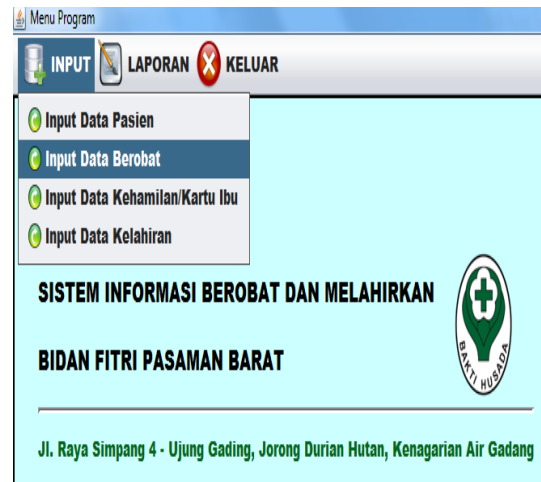 Menu Program
INPUT LAPORAN KELUAR
Input Data Pasien
Input Data Berobat
Input Data Kehamilan/Kartu Ibu
Input Data Kelahiran
SISTEM INFORMASI BEROBAT DAN MELAHIRKAN
BIDAN FITRI PASAMAN BARAT
BAKTI HUSADA
Jl. Raya Simpang 4 - Ujung Gading, Jorong Durian Hutan, Kenagarian Air Gadang